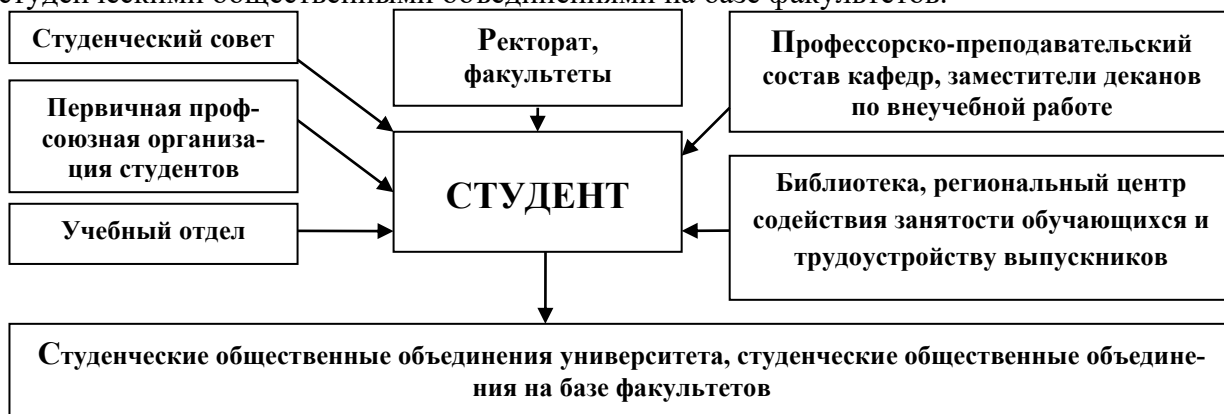 студенческими общественными объединениями на базе факультетов.
Студенческий совет
Ректорат,
факультеты
Профессорско-преподавательский
состав кафедр, заместители деканов
по внеучебной работе
Первичная проф-
союзная организа-
ция студентов
СТУДЕНТ
Библиотека, региональный центр
содействия занятости обучающихся и
трудоустройству выпускников
Учебный отдел
Студенческие общественные объединения университета, студенческие общественные объедине-
ния на базе факультетов